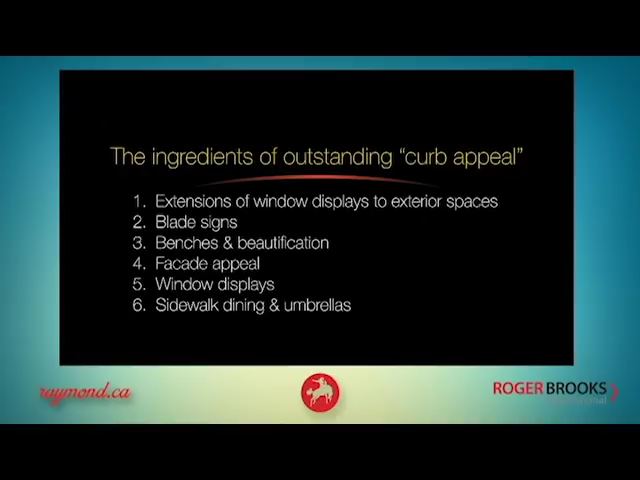 The ingredients of outstanding “curb appeal”
1. Extensions of window displays to exterior spaces
2. Blade signs
3. Benches & beautification
4. Facade appeal
5. Window displays
6. Sidewalk dining & umbrellas
raymond.ca
ROGER BROOKS